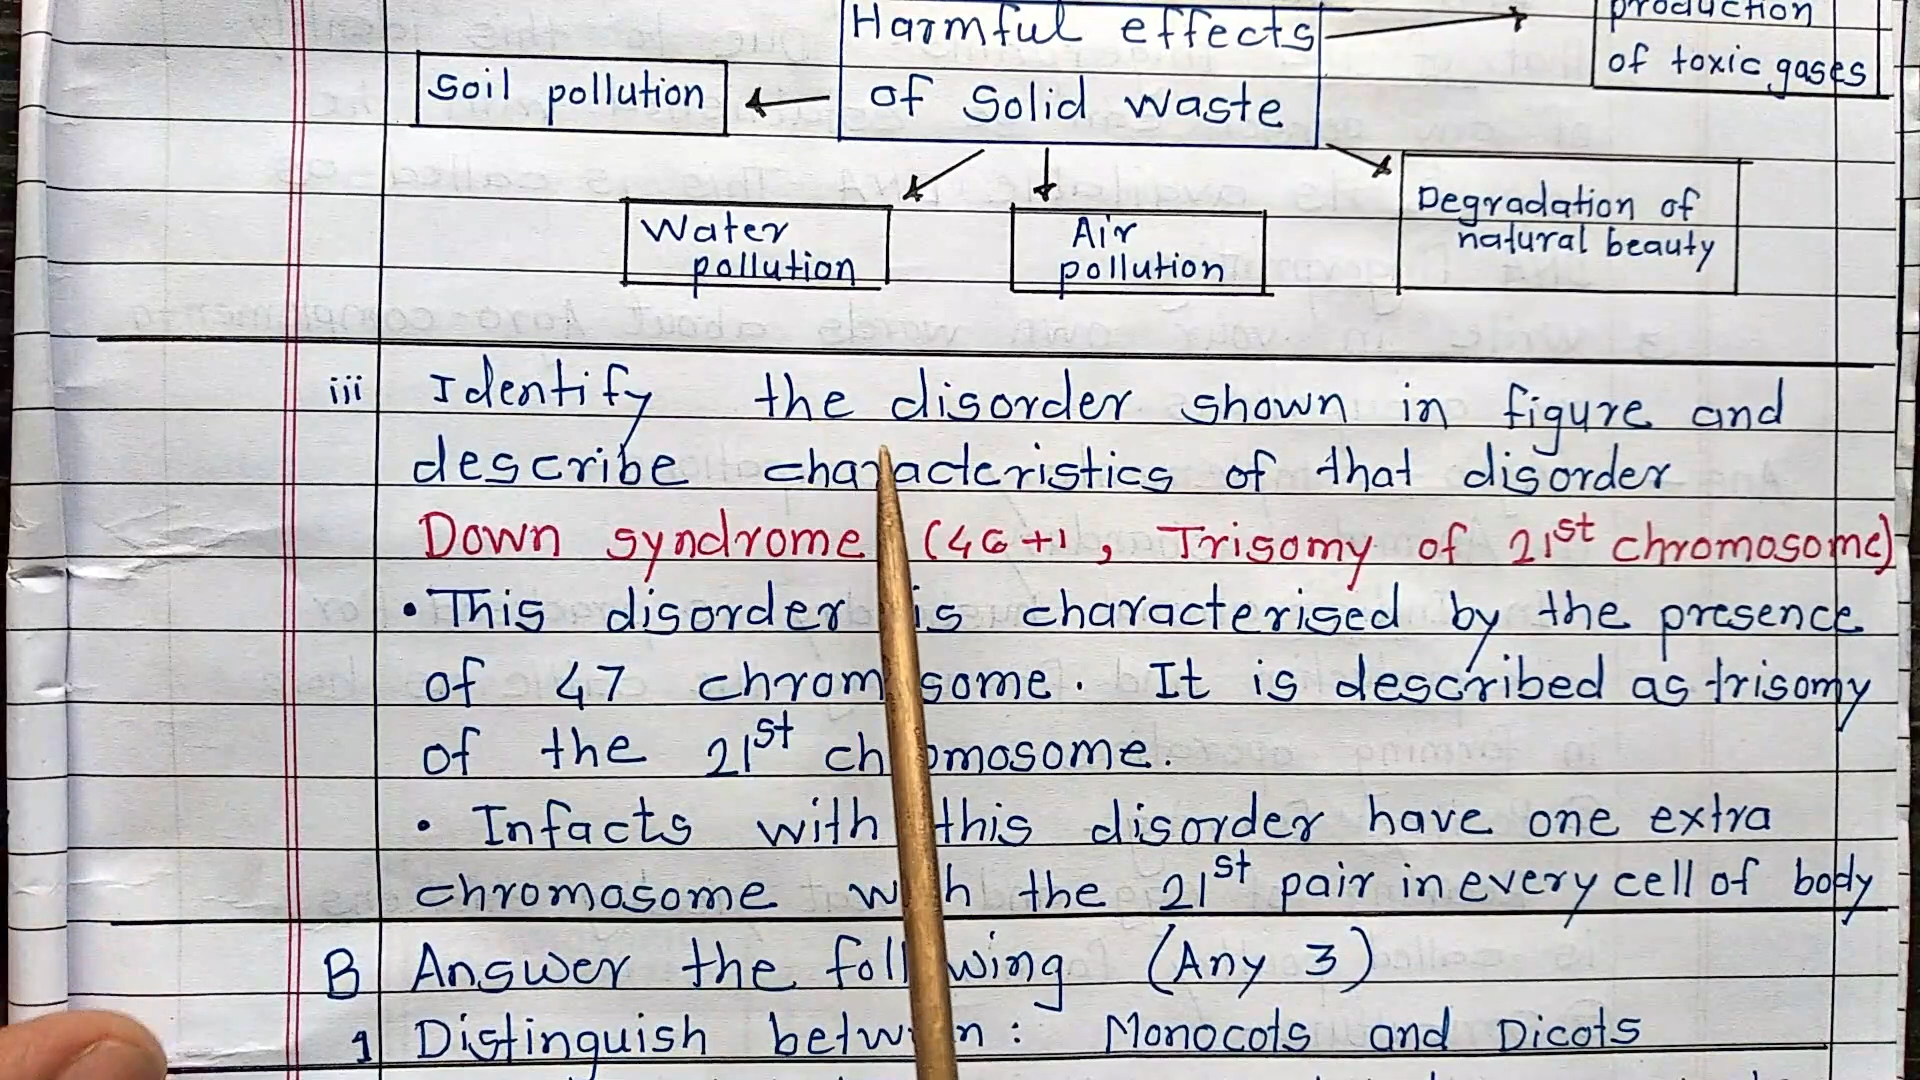 Harmful effects
of Solid waste
production
of toxic gases
Soil pollution
Water
pollution
Air
pollution
Degradation of
natural beauty
iii Identify the disorder shown in figure and
describe characteristics of that disorder
Down syndrome (46+1, Trisomy of 21st chromosome)
• This disorder is characterised by the presence
of 47 chromosome. It is described as trisomy
of the 21st chromosome.
• Infacts with this disorder have one extra
chromosome with the 21st pair in every cell of body
B Answer the following (Any 3)
1 Distinguish between: Monocots and Dicots